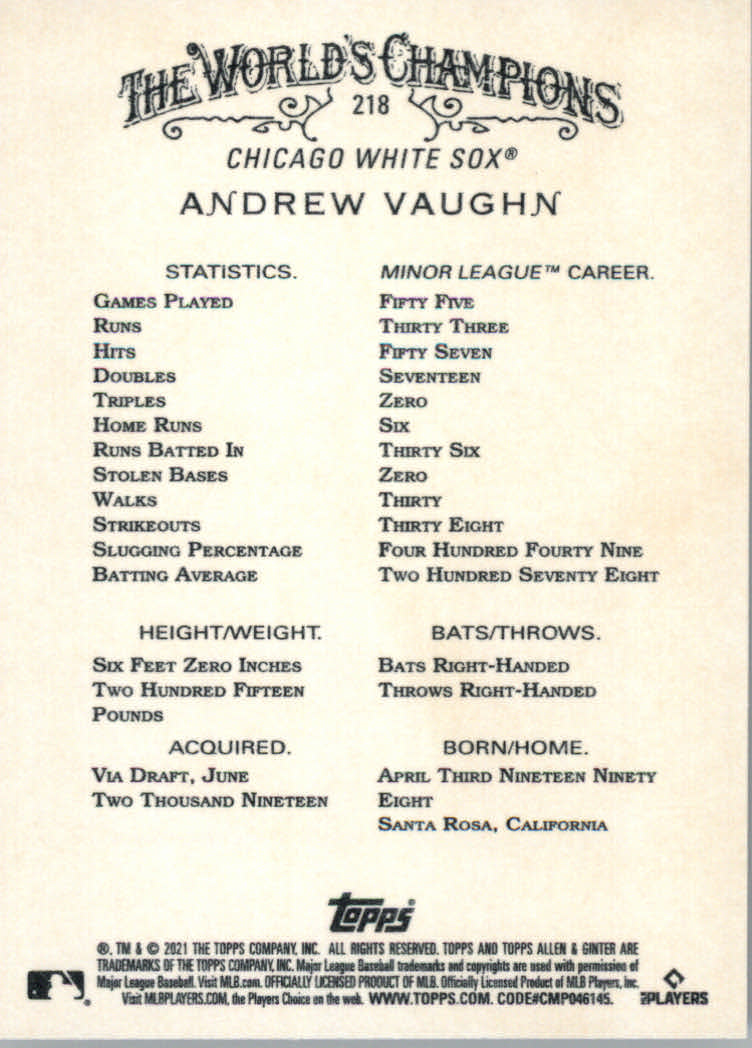 THE WORLD'S CHAMPIONS
218
CHICAGO WHITE SOX®
ANDREW VAUGHN
STATISTICS. MINOR LEAGUE™ CAREER.
GAMES PLAYED FIFTY FIVE
RUNS THIRTY THREE
HITS FIFTY SEVEN
DOUBLES SEVENTEEN
TRIPLES ZERO
HOME RUNS SIX
RUNS BATTED IN THIRTY SIX
STOLEN BASES ZERO
WALKS THIRTY
STRIKEOUTS THIRTY EIGHT
SLUGGING PERCENTAGE FOUR HUNDRED FOURTY NINE
BATTING AVERAGE TWO HUNDRED SEVENTY EIGHT
HEIGHT/WEIGHT.
SIX FEET ZERO INCHES
TWO HUNDRED FIFTEEN
POUNDS
BATS/THROWS.
BATS RIGHT-HANDED
THROWS RIGHT-HANDED
ACQUIRED.
VIA DRAFT, JUNE
TWO THOUSAND NINETEEN
BORN/HOME.
APRIL THIRD NINETEEN NINETY
EIGHT
SANTA ROSA, CALIFORNIA
Topps®
®, TM & © 2021 THE TOPPS COMPANY, INC. ALL RIGHTS RESERVED. TOPPS AND TOPPS ALLEN & GINTER ARE
TRADEMARKS OF THE TOPPS COMPANY, INC. Major League Baseball trademarks and copyrights are used with permission of
Major League Baseball. Visit MLB.com. OFFICIALLY LICENSED PRODUCT OF MLB. Officially Licensed Product of MLB Players, Inc.
Visit MLBPLAYERS.COM, the Players Choice on the web. WWW.TOPPS.COM. CODE#CMP046145.
PLAYERS